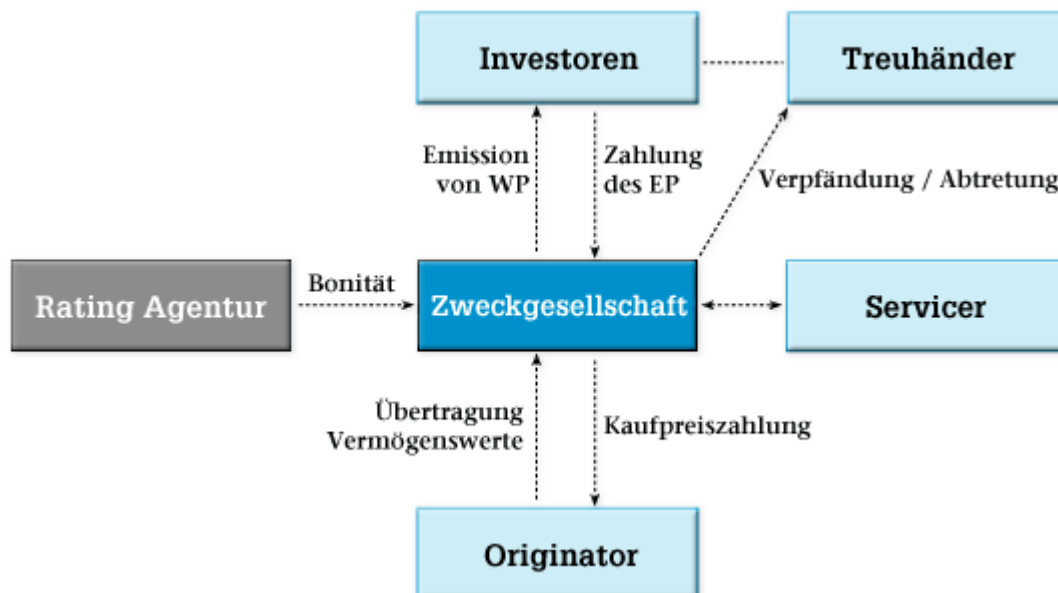 Investoren
Treuhänder
Emission
von WP
Zahlung
des EP
Verpfändung / Abtretung
Rating Agentur
Bonität
Zweckgesellschaft
Servicer
Übertragung
Vermögenswerte
Kaufpreiszahlung
Originator